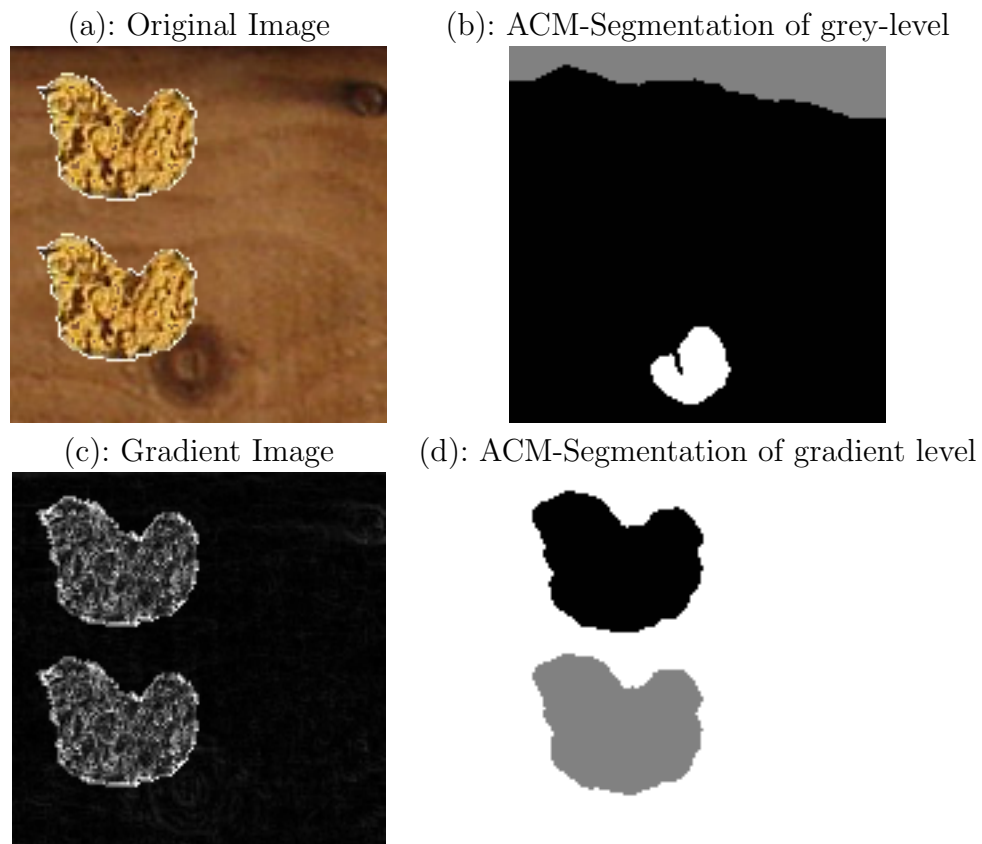 (a): Original Image
(b): ACM-Segmentation of grey-level
(c): Gradient Image
(d): ACM-Segmentation of gradient level